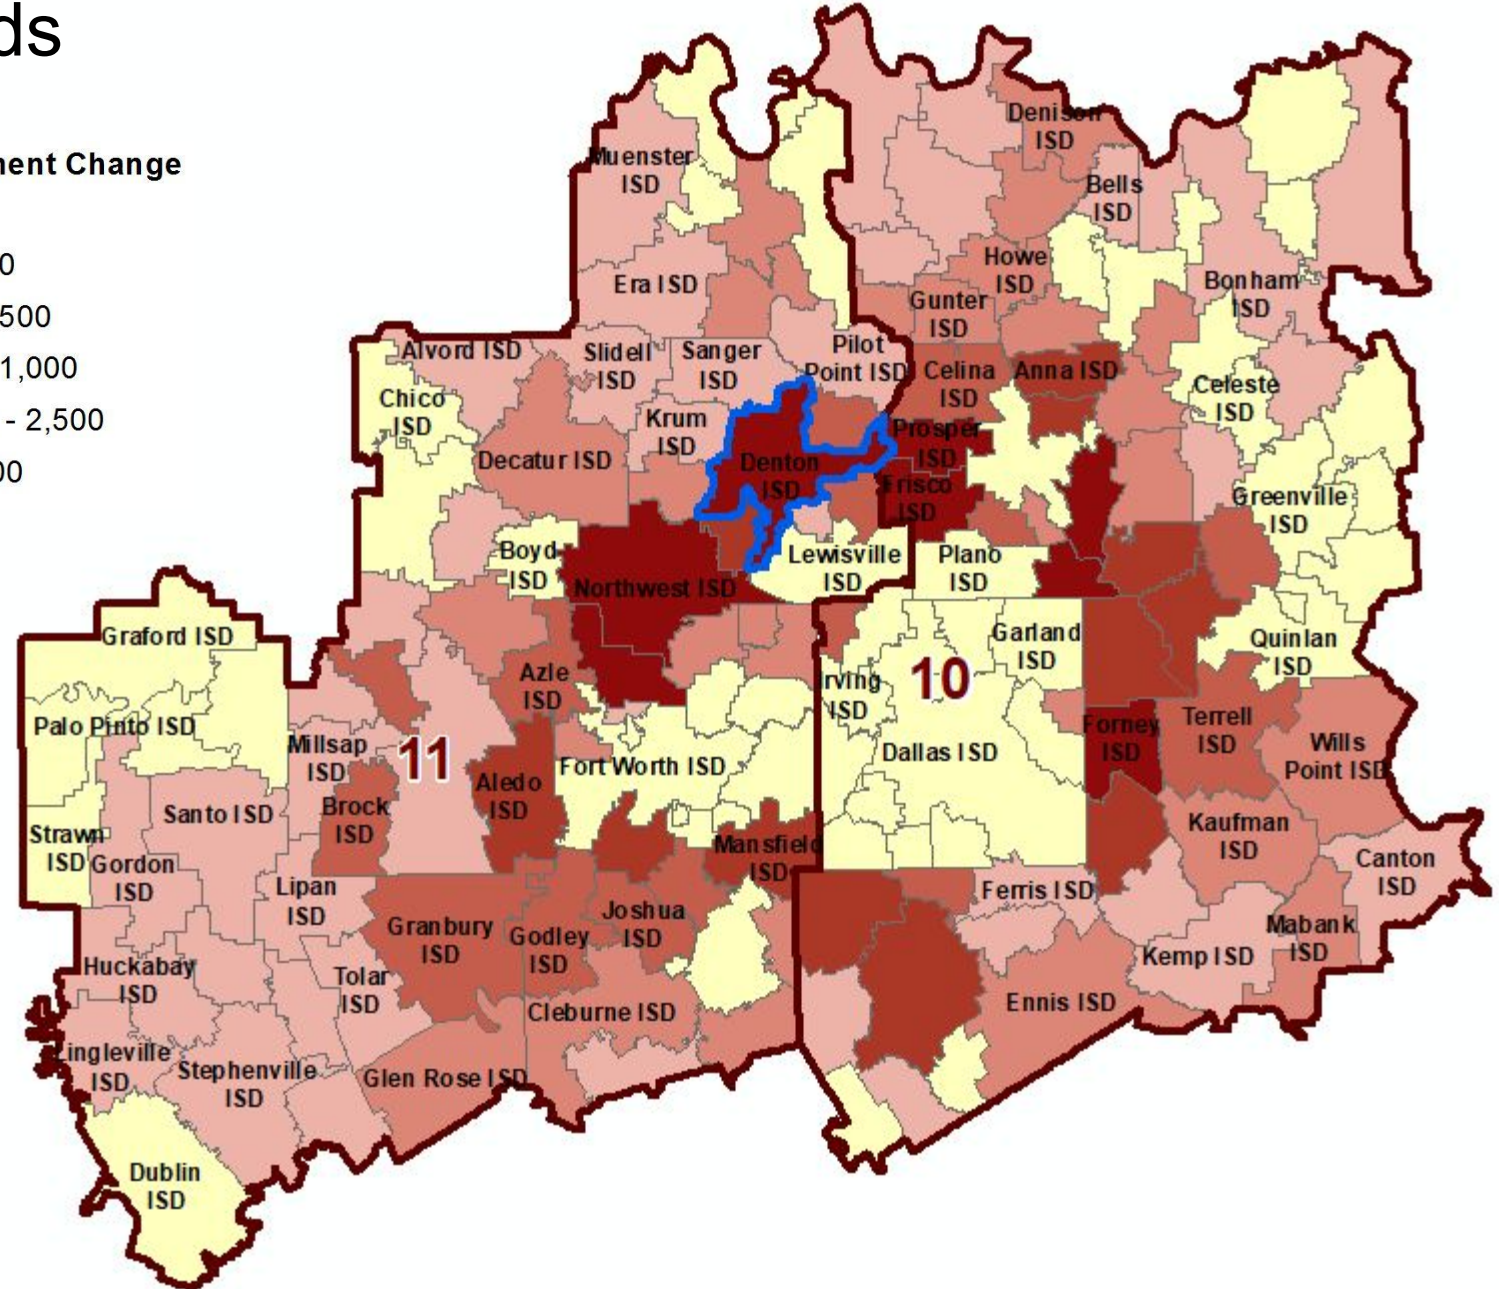 ds
ment Change
0
500
1,000
- 2,500
00
Denison
ISD
Muenster
ISD
Bells
ISD
Howe
ISD
Era ISD
Bonham
ISD
Gunter
ISD
Alvord ISD
Slidell
ISD
Sanger
ISD
Pilot
Point ISD
Celina
ISD
Anna ISD
Celeste
ISD
Chico
ISD
Krum
ISD
Prosper
ISD
Decatur ISD
Denton
ISD
Frisco
ISD
Greenville
ISD
Boyd
ISD
Lewisville
ISD
Plano
ISD
Northwest ISD
Graford ISD
Garland
ISD
Quinlan
ISD
Azle
ISD
Irving
ISD
10
Palo Pinto ISD
Millsap
ISD
11
Forney
ISD
Terrell
ISD
Wills
Point ISD
Fort Worth ISD
Dallas ISD
Aledo
ISD
Brock
ISD
Santo ISD
Strawn
ISD
Kaufman
ISD
Mansfield
ISD
Gordon
ISD
Canton
ISD
Lipan
ISD
Ferris ISD
Granbury
ISD
Godley
ISD
Joshua
ISD
Mabank
ISD
Kemp ISD
Huckabay
ISD
Tolar
ISD
Cleburne ISD
Ennis ISD
Lingleville
ISD
Stephenville
ISD
Glen Rose ISD
Dublin
ISD